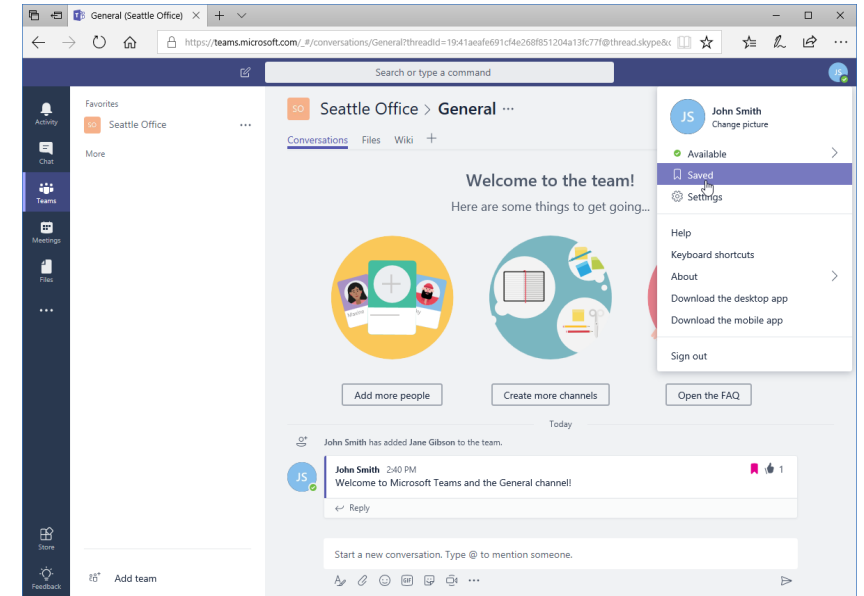 General (Seattle Office)
https://teams.microsoft.com/_#/conversations/General?threadId=19:41aeafe691cf4e268f851204a13fc77f@thread.skype&c
Search or type a command
JS
Activity
Chat
Teams
Meetings
Files
Store
Feedback
Favorites
SO Seattle Office
More
Add team
SO Seattle Office > General
Conversations Files Wiki
Welcome to the team!
Here are some things to get going...
Maxine
Add more people
Create more channels
Open the FAQ
Today
John Smith has added Jane Gibson to the team.
JS
John Smith 2:40 PM
1
Welcome to Microsoft Teams and the General channel!
Reply
Start a new conversation. Type @ to mention someone.
GIF
JS
John Smith
Change picture
Available
Saved
Settings
Help
Keyboard shortcuts
About
Download the desktop app
Download the mobile app
Sign out